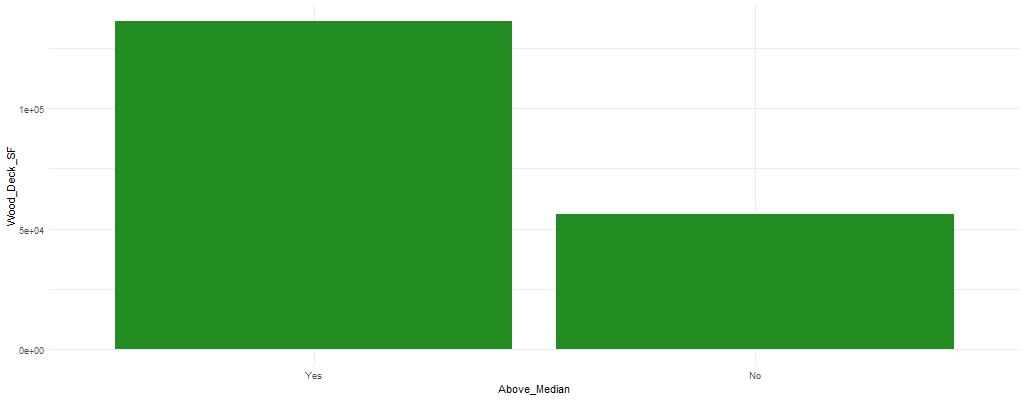 Wood_Deck_SF
1e+05
5e+04
0e+00
Yes
No
Above_Median